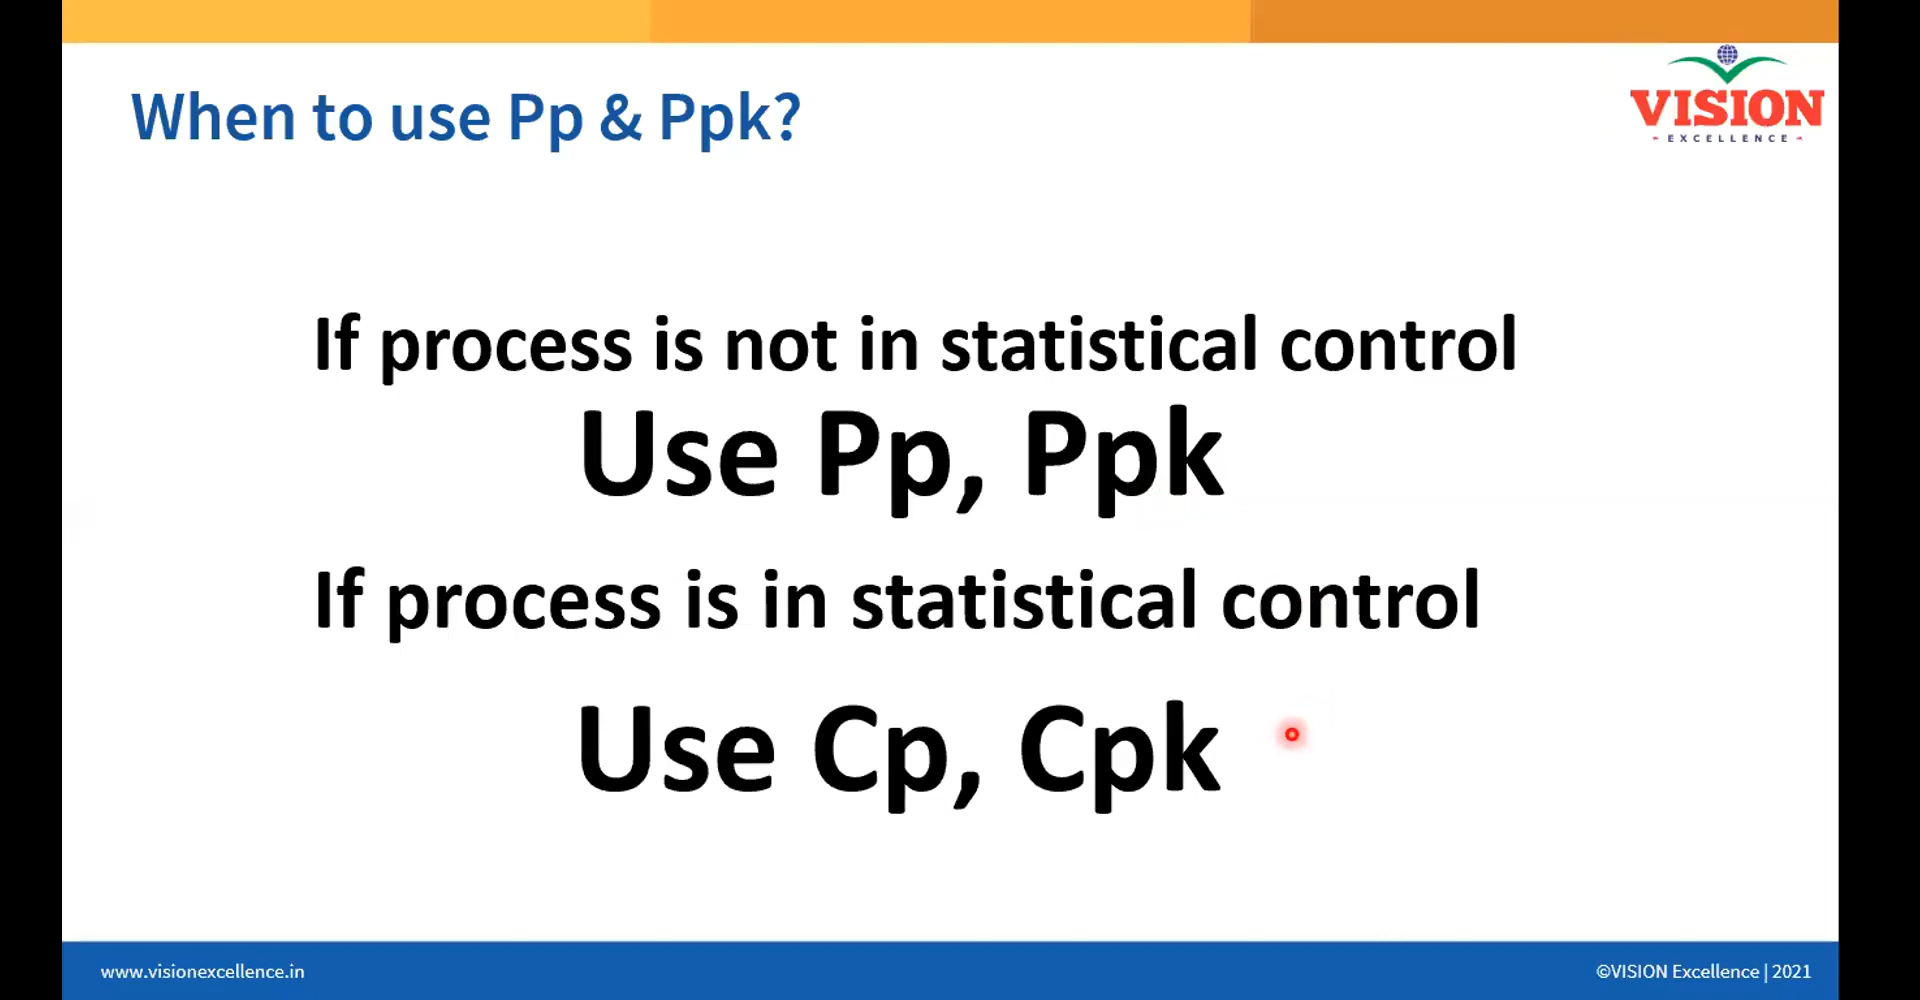 When to use Pp & Ppk?
VISION
- EXCELLENCE -
If process is not in statistical control
Use Pp, Ppk
If process is in statistical control
Use Cp, Cpk
www.visionexcellence.in
©VISION Excellence | 2021